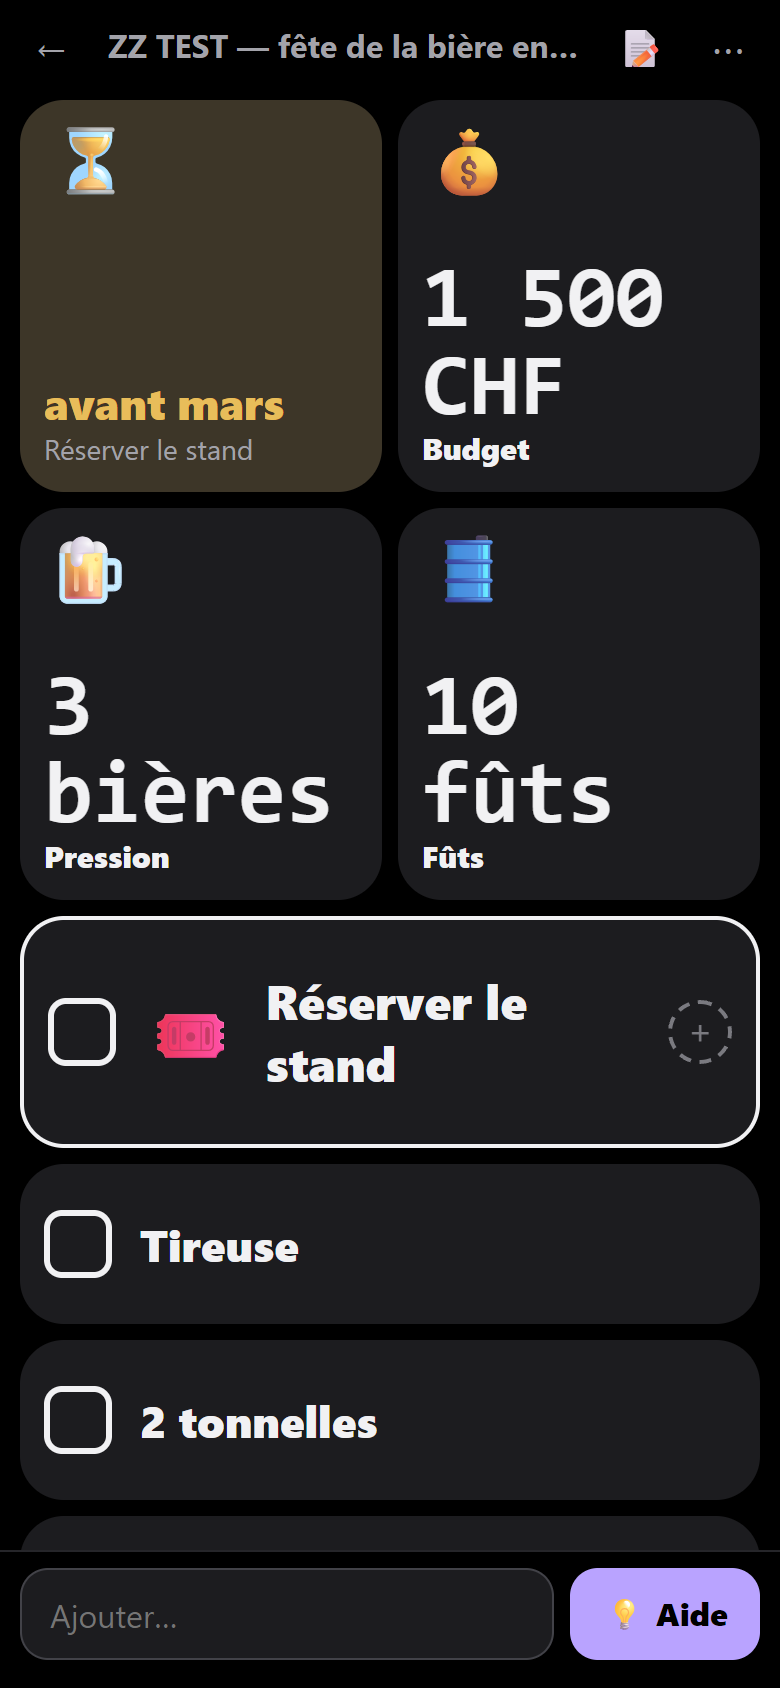 ← ZZ TEST — fête de la bière en... ...
avant mars
Réserver le stand
1 500
CHF
Budget
3
bières
Pression
10
fûts
Fûts
Réserver le
stand
+
Tireuse
2 tonnelles
Ajouter...
Aide